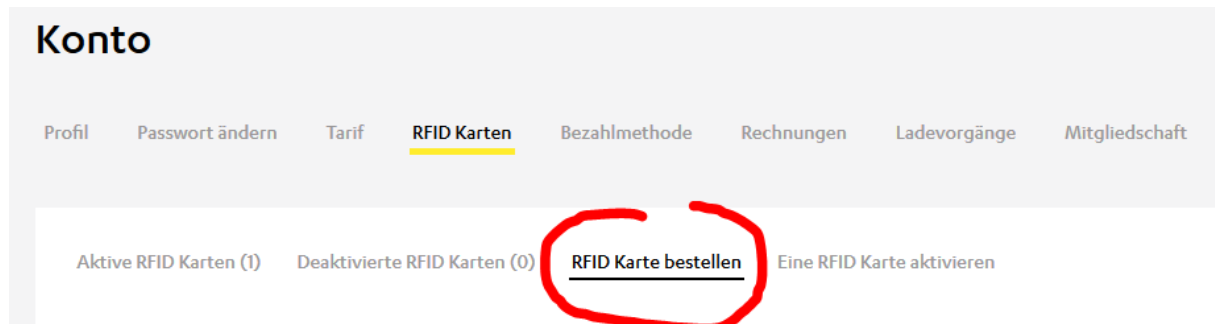 Konto
Profil Passwort ändern Tarif RFID Karten Bezahlmethode Rechnungen Ladevorgänge Mitgliedschaft
Aktive RFID Karten (1) Deaktivierte RFID Karten (0) RFID Karte bestellen Eine RFID Karte aktivieren